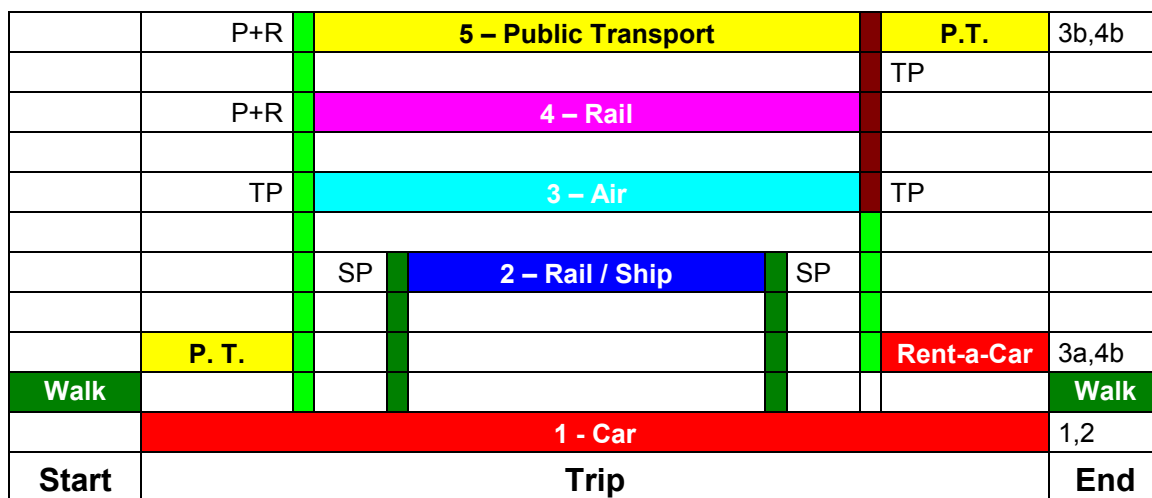 P+R 5 – Public Transport P.T. 3b,4b
TP
P+R 4 – Rail
TP 3 – Air TP
SP 2 – Rail / Ship SP
P. T. Rent-a-Car 3a,4b
Walk Walk
1 - Car 1,2
Start Trip End